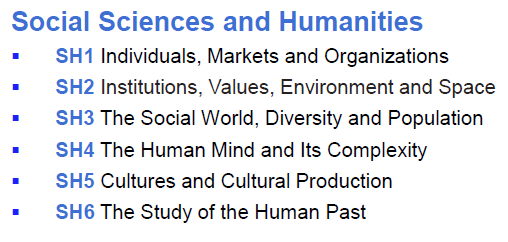 Social Sciences and Humanities
▪ SH1 Individuals, Markets and Organizations
▪ SH2 Institutions, Values, Environment and Space
▪ SH3 The Social World, Diversity and Population
▪ SH4 The Human Mind and Its Complexity
▪ SH5 Cultures and Cultural Production
▪ SH6 The Study of the Human Past